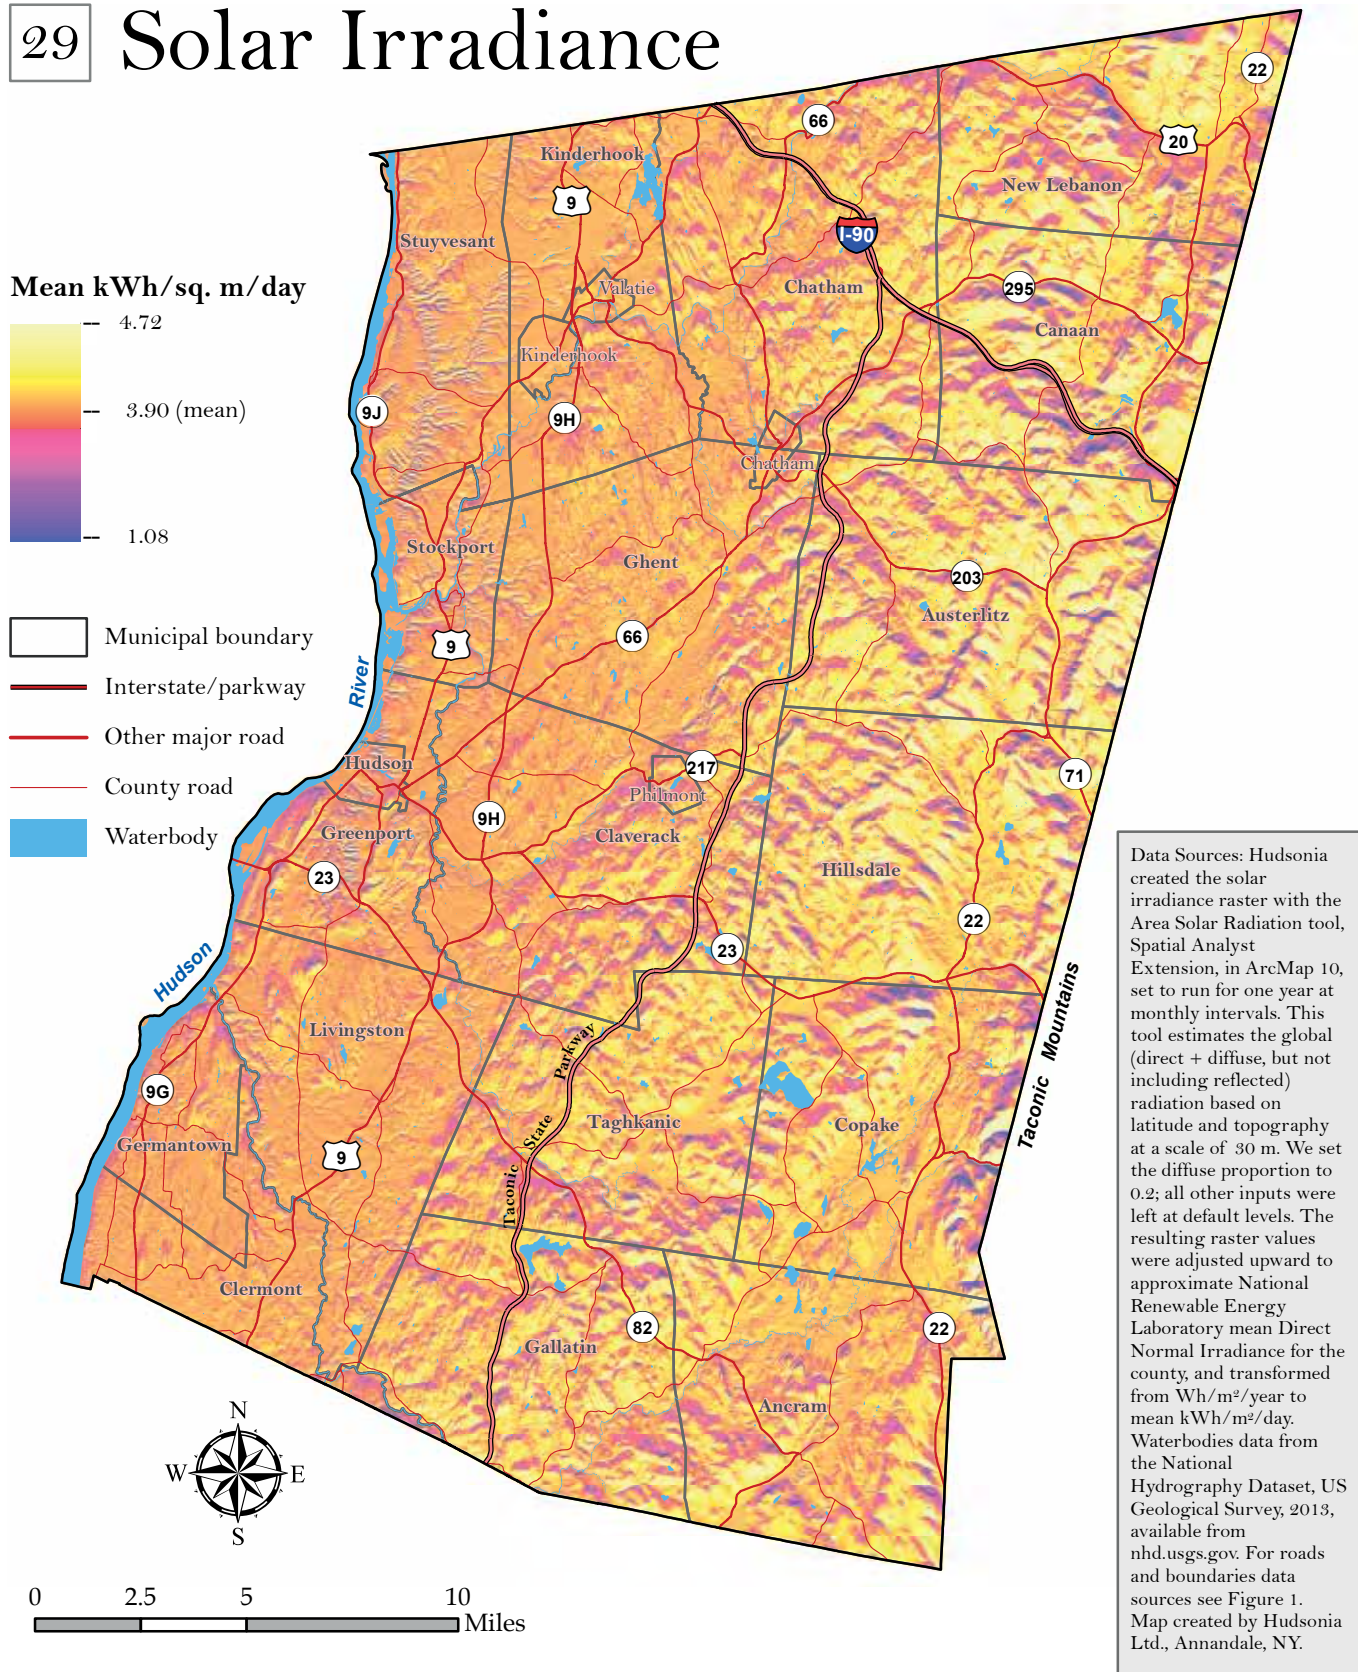 29
Solar Irradiance
Mean kWh/sq. m/day
4.72
3.90 (mean)
1.08
Municipal boundary
Interstate/parkway
Other major road
County road
Waterbody
22
66
20
Kinderhook
New Lebanon
9
Stuyvesant
I-90
Valatie
Chatham
295
Canaan
Kinderhook
9J
9H
Chatham
Stockport
Ghent
203
Austerlitz
66
9
River
Hudson
217
71
Philmont
9H
Greenport
Claverack
Hillsdale
23
22
23
Hudson
Livingston
Parkway
Taconic Mountains
9G
State
Taghkanic
Copake
Germantown
9
Taconic
Clermont
82
22
Gallatin
Ancram
N
W
E
S
0
2.5
5
10
Miles
Data Sources: Hudsonia
created the solar
irradiance raster with the
Area Solar Radiation tool,
Spatial Analyst
Extension, in ArcMap 10,
set to run for one year at
monthly intervals. This
tool estimates the global
(direct + diffuse, but not
including reflected)
radiation based on
latitude and topography
at a scale of 30 m. We set
the diffuse proportion to
0.2; all other inputs were
left at default levels. The
resulting raster values
were adjusted upward to
approximate National
Renewable Energy
Laboratory mean Direct
Normal Irradiance for the
county, and transformed
from Wh/m²/year to
mean kWh/m²/day.
Waterbodies data from
the National
Hydrography Dataset, US
Geological Survey, 2013,
available from
nhd.usgs.gov. For roads
and boundaries data
sources see Figure 1.
Map created by Hudsonia
Ltd., Annandale, NY.